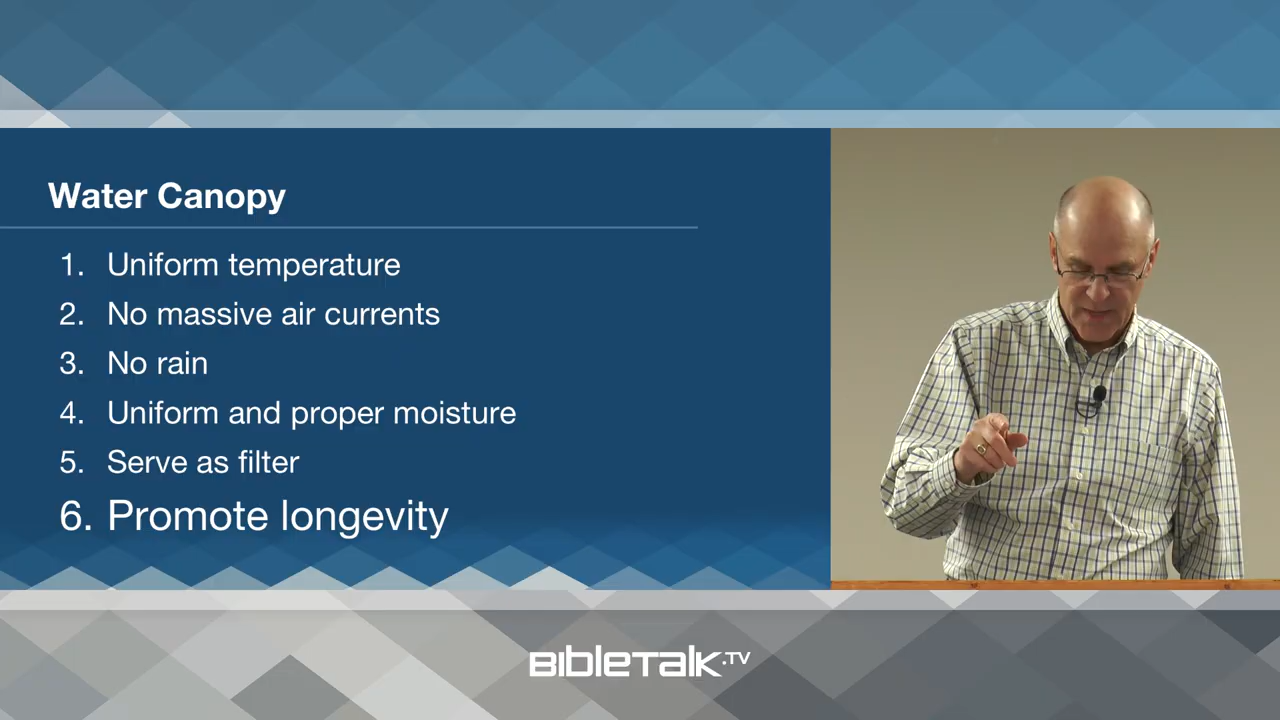 Water Canopy
1. Uniform temperature
2. No massive air currents
3. No rain
4. Uniform and proper moisture
5. Serve as filter
6. Promote longevity
BIBLETALK.TV